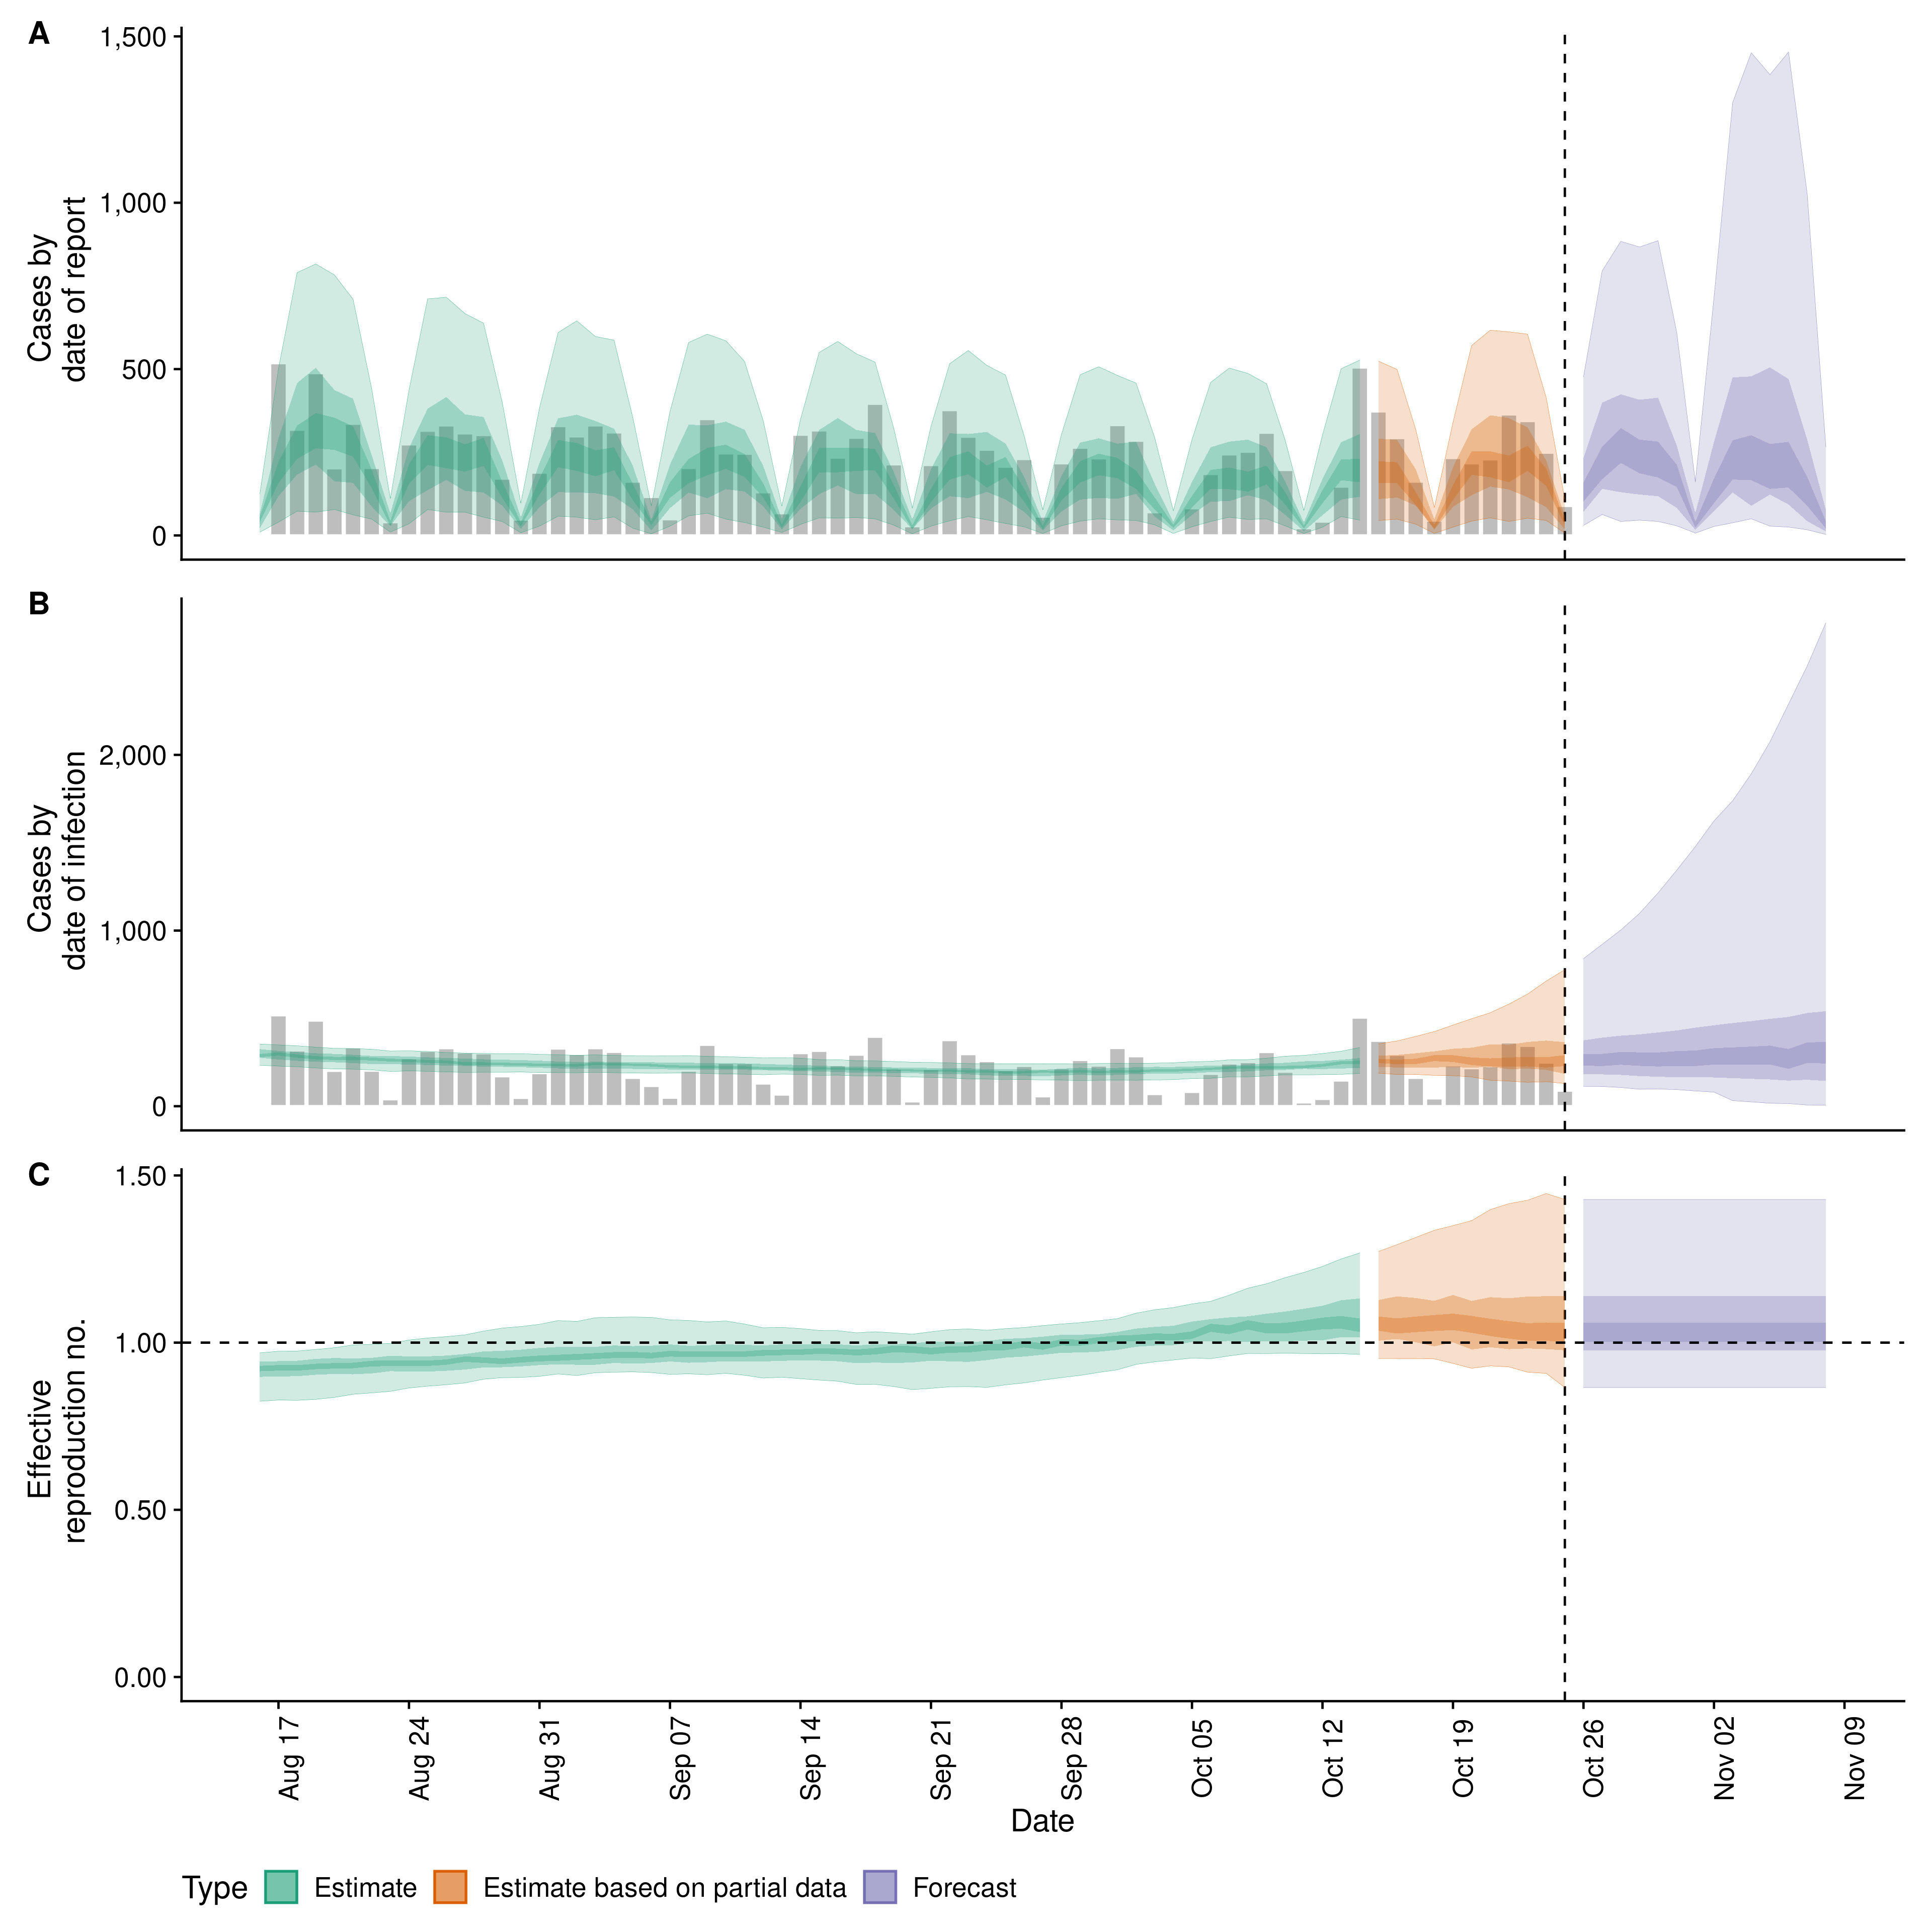 A
1,500
1,000
500
0
Cases by
date of report
B
2,000
1,000
0
Cases by
date of infection
C
1.50
1.00
0.50
0.00
Effective
reproduction no.
Aug 17
Aug 24
Aug 31
Sep 07
Sep 14
Sep 21
Sep 28
Oct 05
Oct 12
Oct 19
Oct 26
Nov 02
Nov 09
Date
Type Estimate Estimate based on partial data Forecast